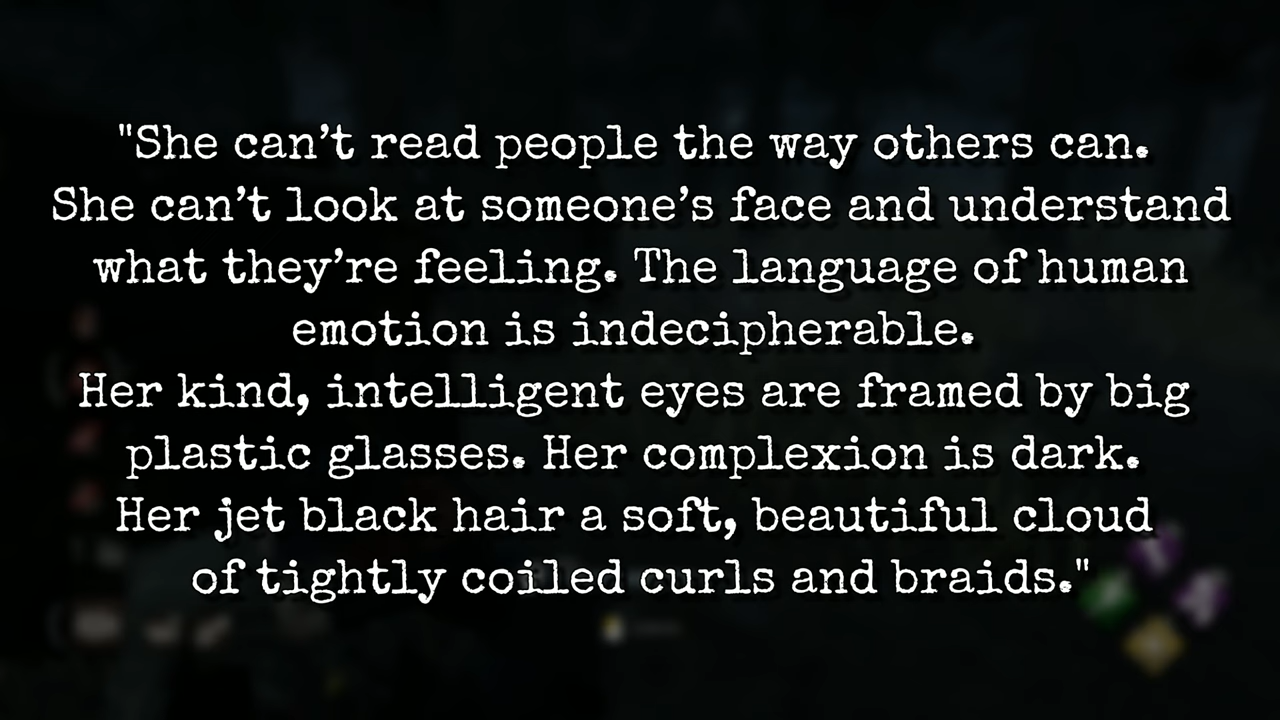 "She can’t read people the way others can.
She can’t look at someone’s face and understand
what they’re feeling. The language of human
emotion is indecipherable.
Her kind, intelligent eyes are framed by big
plastic glasses. Her complexion is dark.
Her jet black hair a soft, beautiful cloud
of tightly coiled curls and braids."